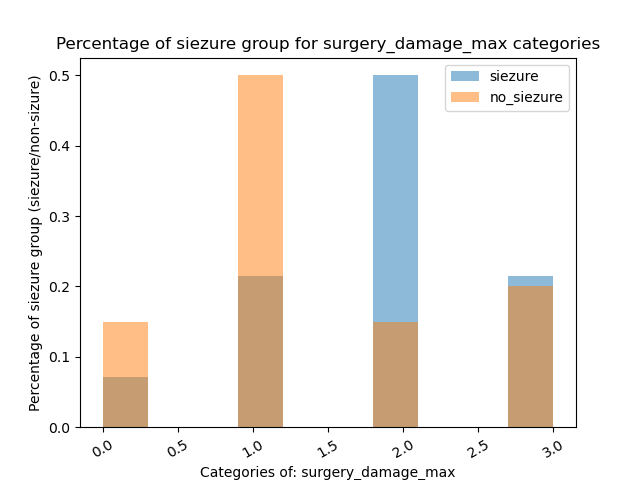 Percentage of siezure group for surgery_damage_max categories
siezure
no_siezure
Percentage of siezure group (siezure/non-sizure)
0.5
0.4
0.3
0.2
0.1
0.0
0.0 0.5 1.0 1.5 2.0 2.5 3.0
Categories of: surgery_damage_max